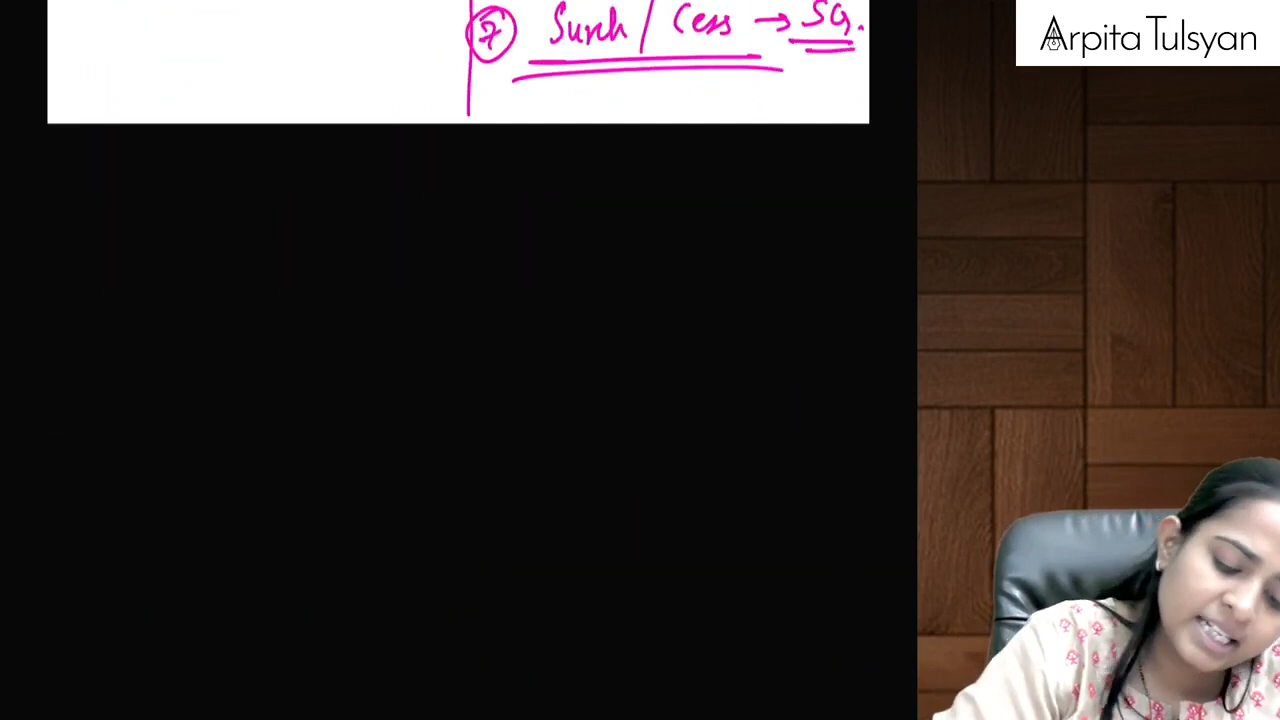 ⑦ Surch / Cess → SG.
Arpita Tulsyan